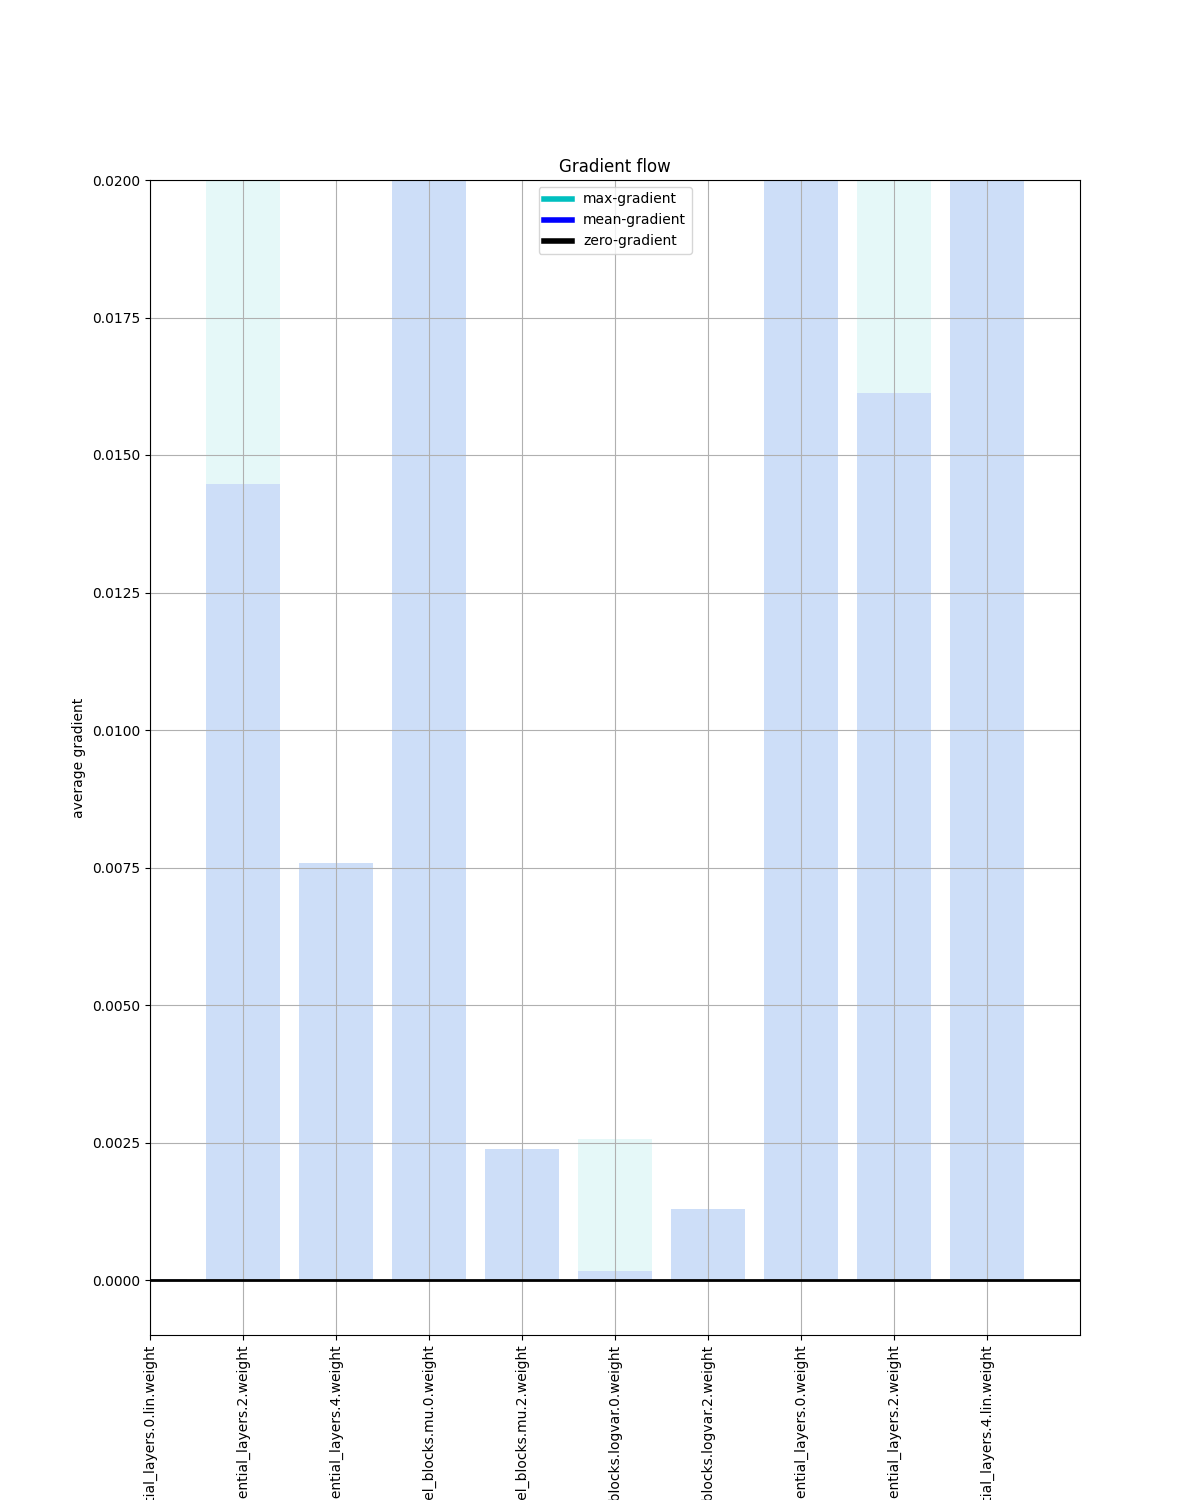 Gradient flow
max-gradient
mean-gradient
zero-gradient
0.0200
0.0175
0.0150
0.0125
0.0100
0.0075
0.0050
0.0025
0.0000
average gradient
tial_layers.0.lin.weight
ential_layers.2.weight
ential_layers.4.weight
el_blocks.mu.0.weight
el_blocks.mu.2.weight
blocks.logvar.0.weight
blocks.logvar.2.weight
ential_layers.0.weight
ential_layers.2.weight
tial_layers.4.lin.weight